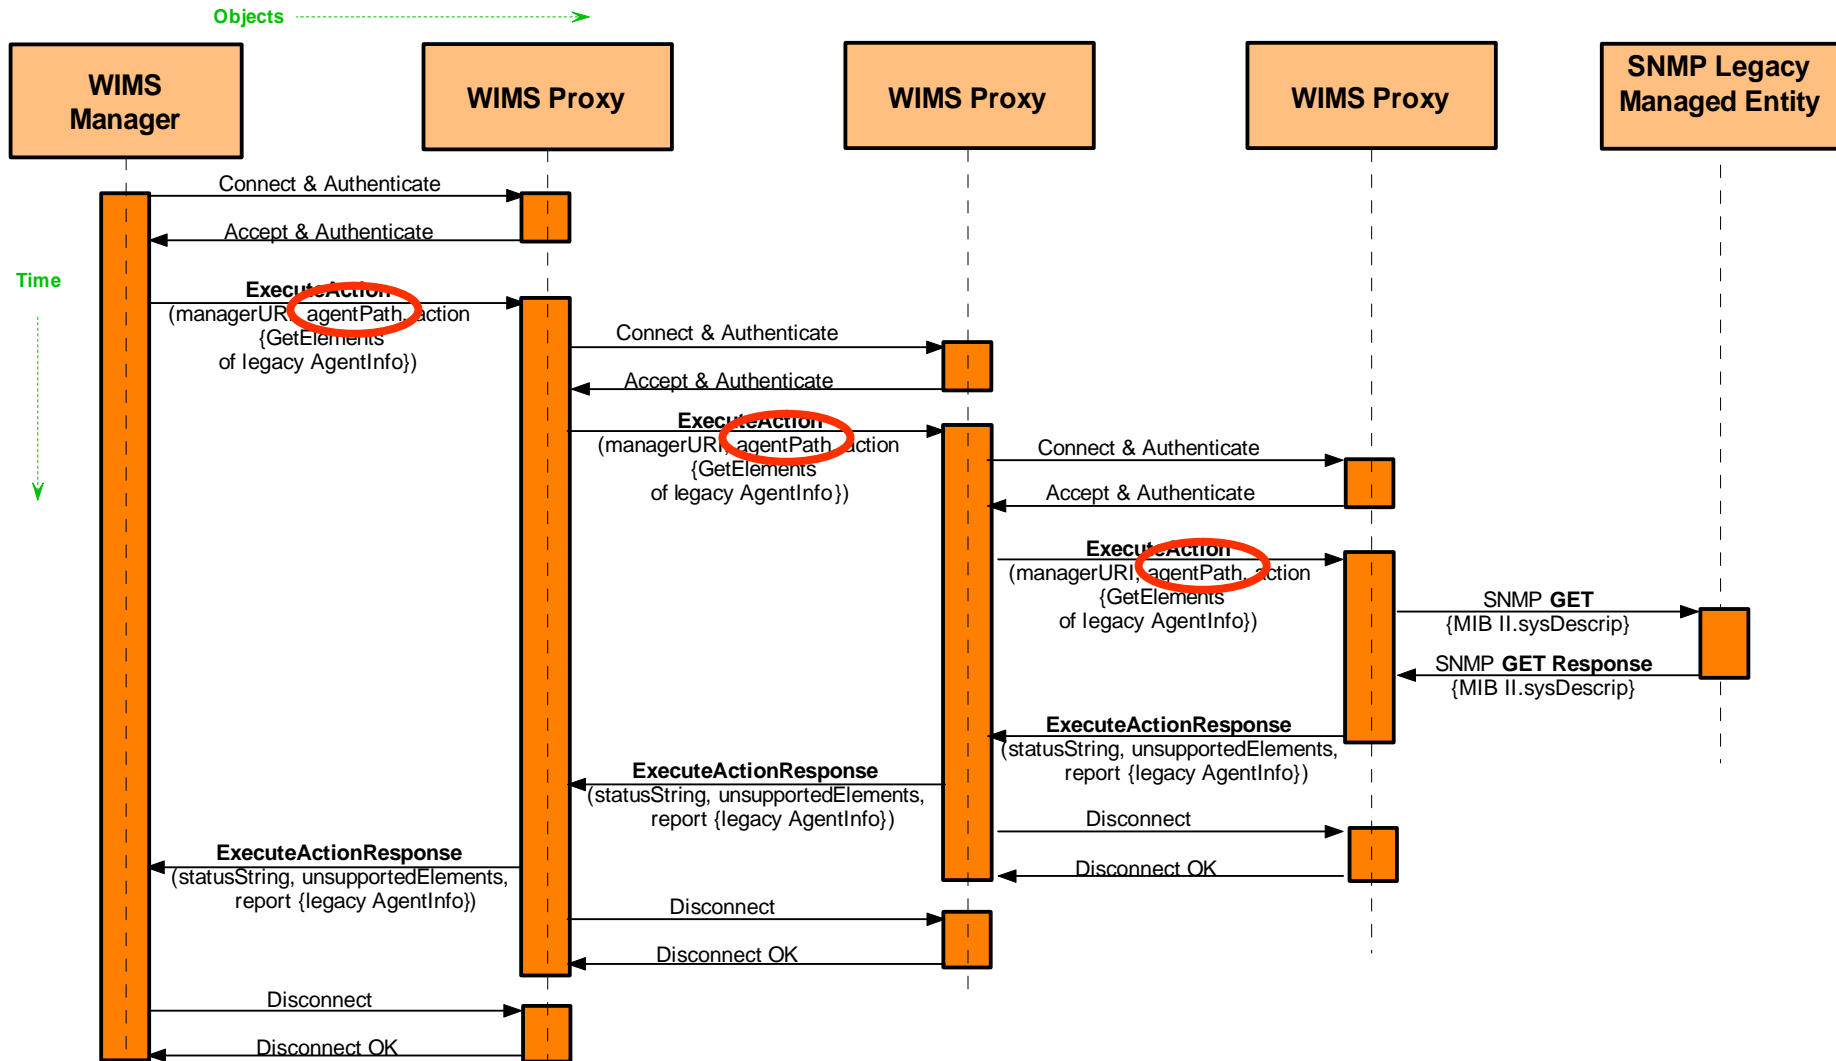 Objects
WIMS
Manager
WIMS Proxy
WIMS Proxy
WIMS Proxy
SNMP Legacy
Managed Entity
Connect & Authenticate
Accept & Authenticate
Time
ExecuteAction
(managerURI, agentPath, action
{GetElements
of legacy AgentInfo})
Connect & Authenticate
Accept & Authenticate
ExecuteAction
(managerURI, agentPath, action
{GetElements
of legacy AgentInfo})
Connect & Authenticate
Accept & Authenticate
ExecuteAction
(managerURI, agentPath, action
{GetElements
of legacy AgentInfo})
SNMP GET
{MIB II.sysDescrip}
SNMP GET Response
{MIB II.sysDescrip}
ExecuteActionResponse
(statusString, unsupportedElements,
report {legacy AgentInfo})
ExecuteActionResponse
(statusString, unsupportedElements,
report {legacy AgentInfo})
Disconnect
Disconnect OK
ExecuteActionResponse
(statusString, unsupportedElements,
report {legacy AgentInfo})
Disconnect
Disconnect OK
Disconnect
Disconnect OK